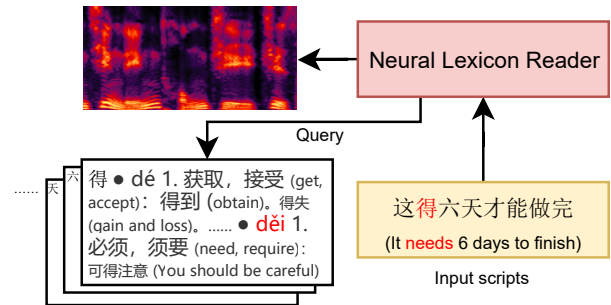 Neural Lexicon Reader
Query
…… 天 六
得 ● dé 1. 获取，接受 (get,
accept)：得到 (obtain)。得失
(gain and loss)。…… ● děi 1.
必须，须要 (need, require)：
可得注意 (You should be careful)
这得六天才能做完
(It needs 6 days to finish)
Input scripts